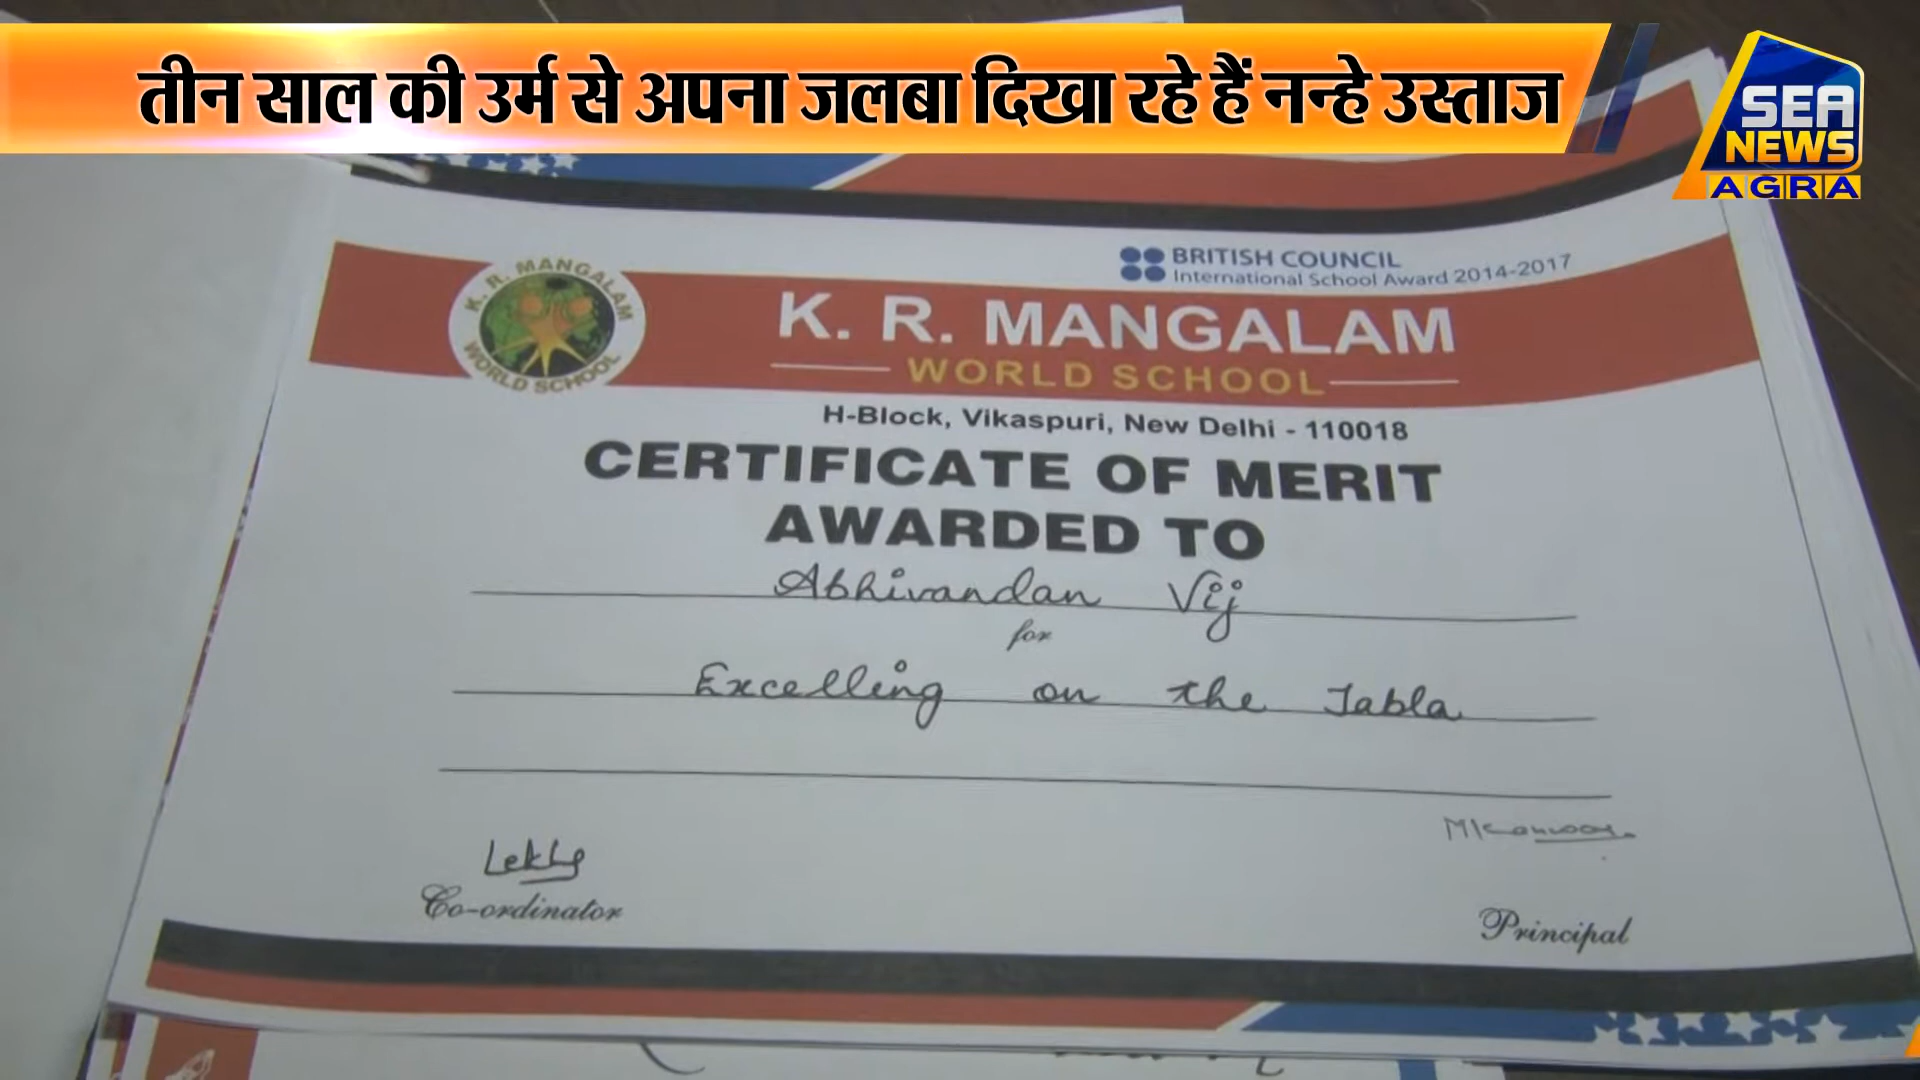 तीन साल की उर्म से अपना जलबा दिखा रहे हैं नन्हे उस्ताज
SEA
NEWS
AGRA
BRITISH COUNCIL
International School Award 2014-2017
K. R. MANGALAM
WORLD SCHOOL
K. R. MANGALAM
WORLD SCHOOL
H-Block, Vikaspuri, New Delhi - 110018
CERTIFICATE OF MERIT
AWARDED TO
Abhivandan Vij
for
Excelling on the Tabla
Lekhy
Co-ordinator
Principal